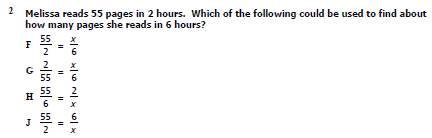 2 Melissa reads 55 pages in 2 hours. Which of the following could be used to find about
how many pages she reads in 6 hours?
F 55/2 = x/6
G 2/55 = x/6
H 55/6 = 2/x
J 55/2 = 6/x